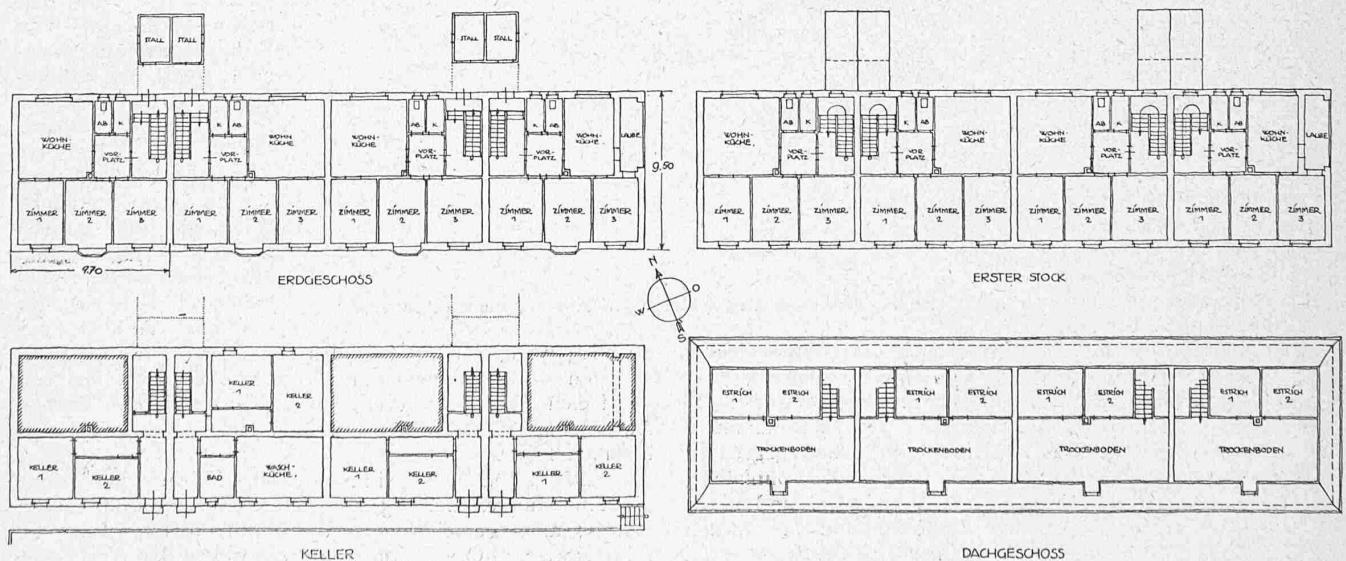 STALL STALL
STALL STALL
WOHN-
KÜCHE
AB K
VOR-
PLATZ
K AB
VOR-
PLATZ
WOHN
KÜCHE
WOHN-
KÜCHE
AB K
VOR-
PLATZ
K AB
VOR-
PLATZ
WOHN-
KÜCHE
LAUBE
9.50
ZIMMER
1
ZIMMER
2
ZIMMER
3
ZIMMER
1
ZIMMER
2
ZIMMER
3
ZIMMER
1
ZIMMER
2
ZIMMER
3
ZIMMER
1
ZIMMER
2
ZIMMER
3
9.70
ERDGESCHOSS
WOHN-
KÜCHE
AB K
VOR-
PLATZ
K AB
VOR
PLATZ
WOHN-
KÜCHE
WOHN-
KÜCHE
AB K
VOR-
PLATZ
K AB
VOR-
PLATZ
WOHN-
KÜCHE
LAUBE
ZIMMER
1
ZIMMER
2
ZIMMER
3
ZIMMER
1
ZIMMER
2
ZIMMER
3
ZIMMER
1
ZIMMER
2
ZIMMER
3
ZIMMER
1
ZIMMER
2
ZIMMER
3
ERSTER STOCK
N
O
W
S
KELLER
1
KELLER
2
KELLER
1
KELLER
2
BAD
WASCH-
KÜCHE
KELLER
1
KELLER
2
KELLER
1
KELLER
2
KELLER
ESTRICH
1
ESTRICH
2
ESTRICH
1
ESTRICH
2
ESTRICH
1
ESTRICH
2
ESTRICH
1
ESTRICH
2
TROCKENBODEN
TROCKENBODEN
TROCKENBODEN
TROCKENBODEN
DACHGESCHOSS